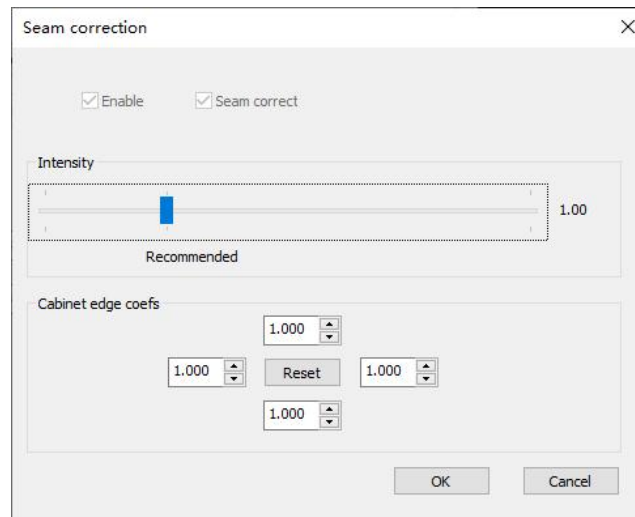 Seam correction
Enable
Seam correct
Intensity
1.00
Recommended
Cabinet edge coefs
1.000
1.000
Reset
1.000
1.000
OK
Cancel